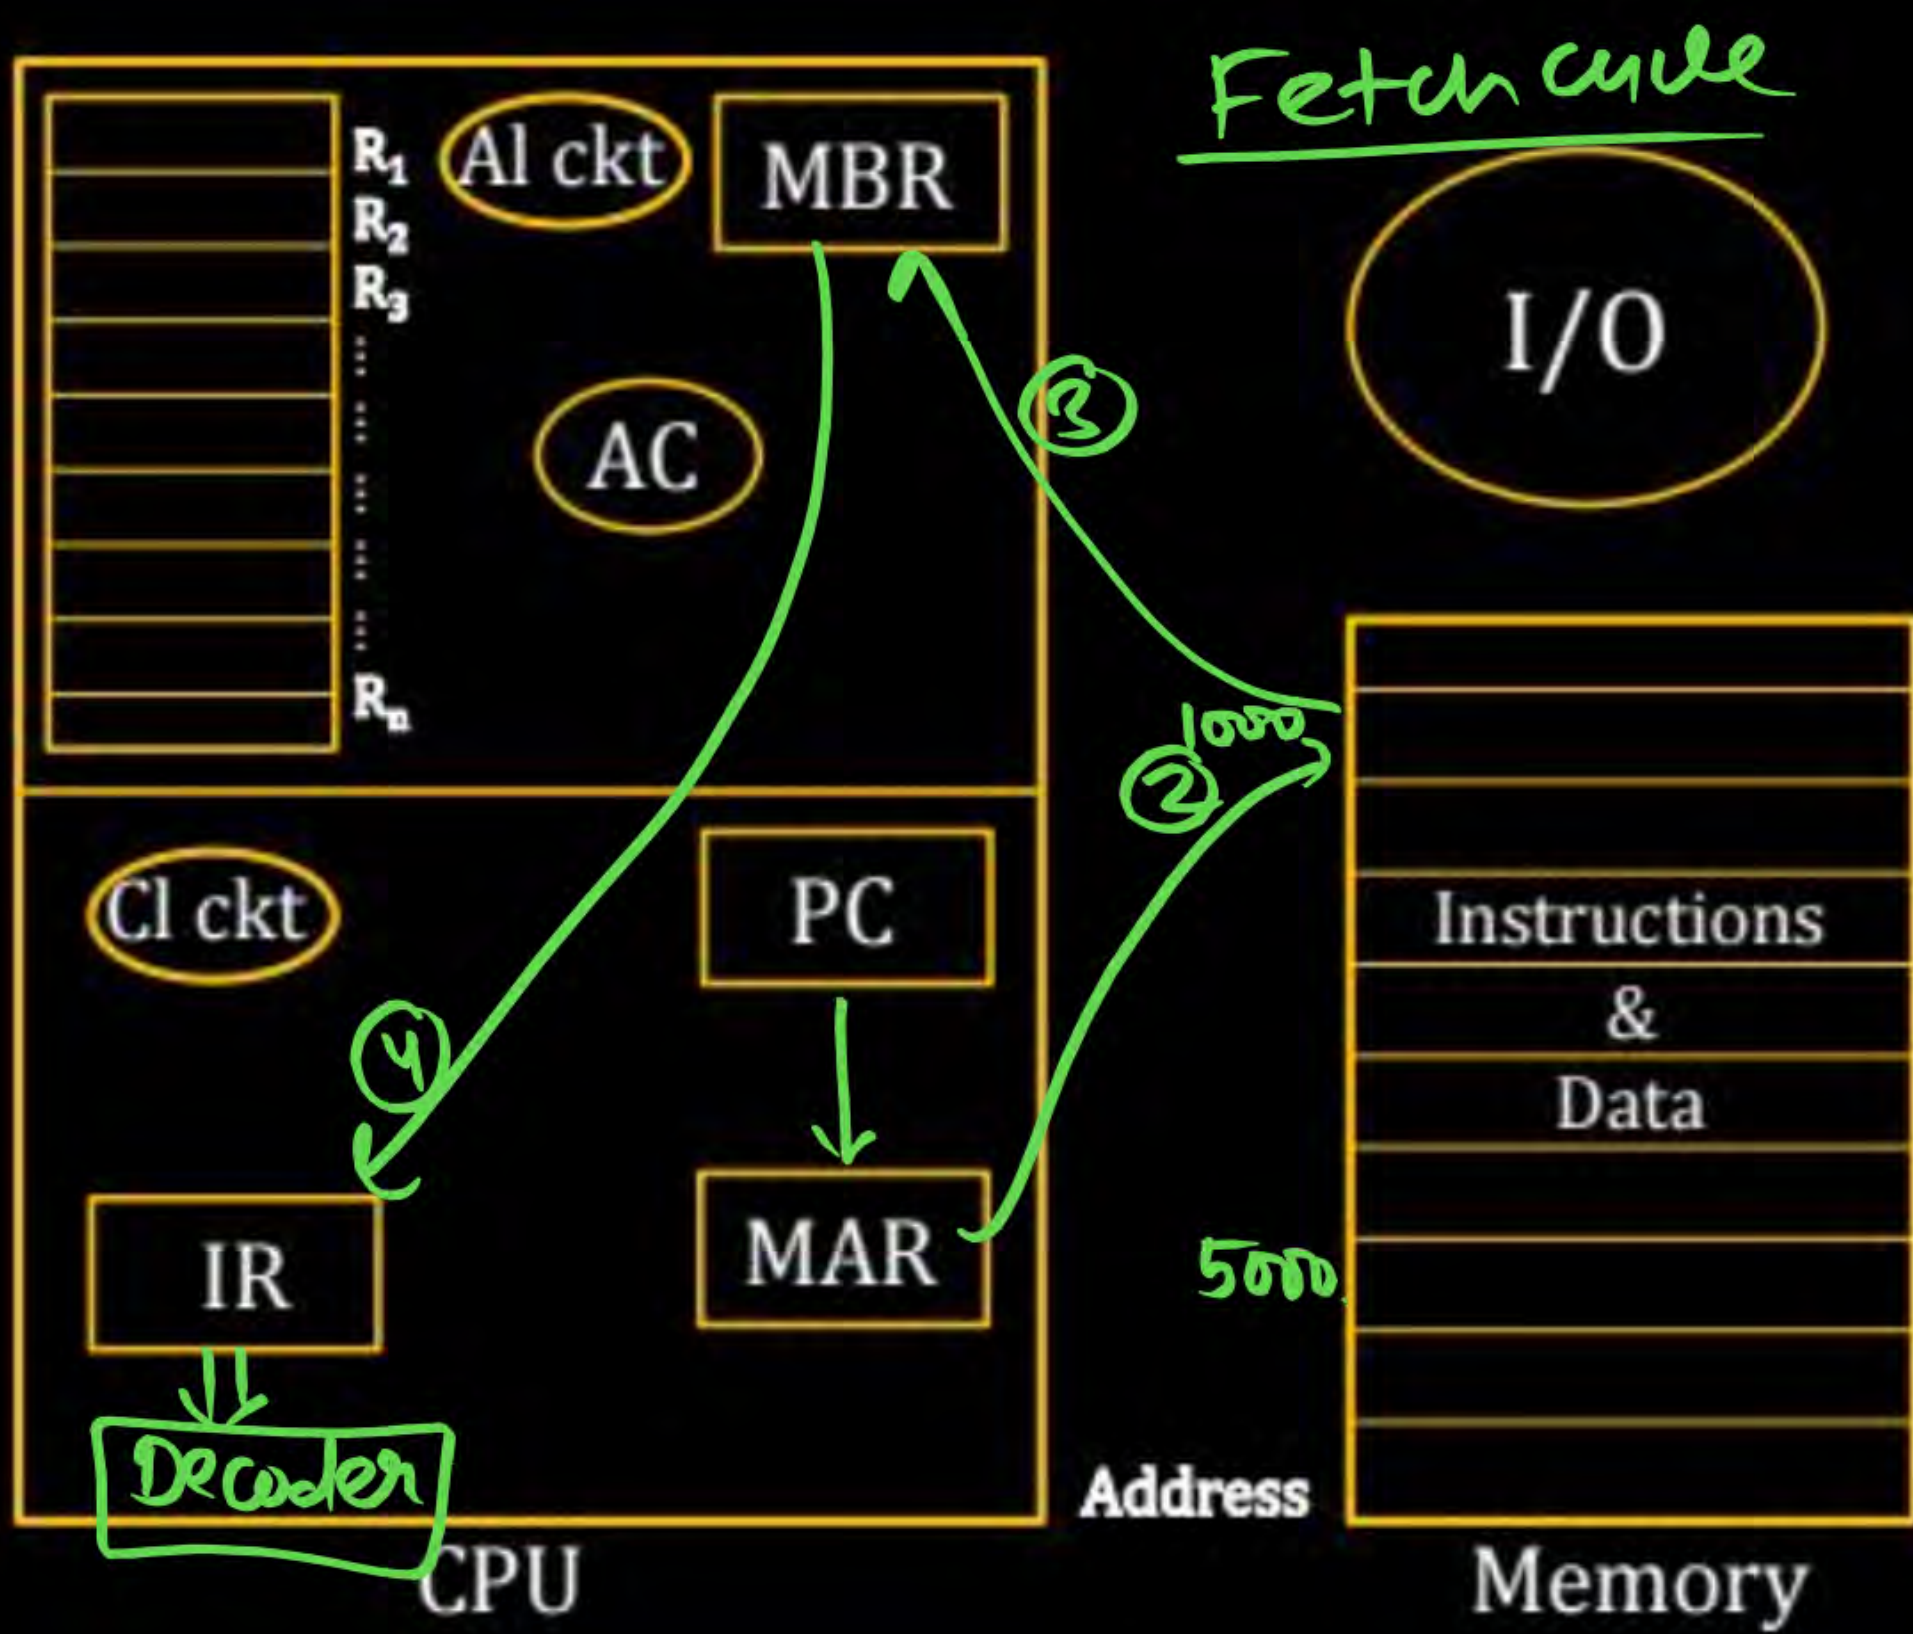 Fetch cycle
R1
Al ckt
MBR
R2
R3
I/O
3
AC
Rn
1000
2
Cl ckt
PC
Instructions
&
Data
4
IR
MAR
5000
Decoder
Address
CPU
Memory